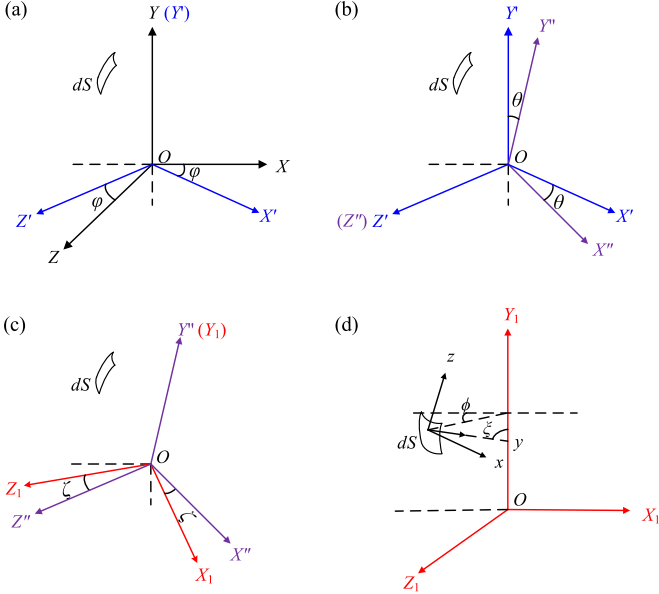 (a)
Y (Y′)
dS
O
X
φ
φ
Z′
X′
Z
(b)
Y′
Y″
dS
θ
O
θ
(Z″) Z′
X′
X″
(c)
Y″ (Y₁)
dS
O
Z₁
ζ
ζ
Z″
X″
X₁
(d)
Y₁
z
ϕ
dS
ξ
y
x
O
X₁
Z₁